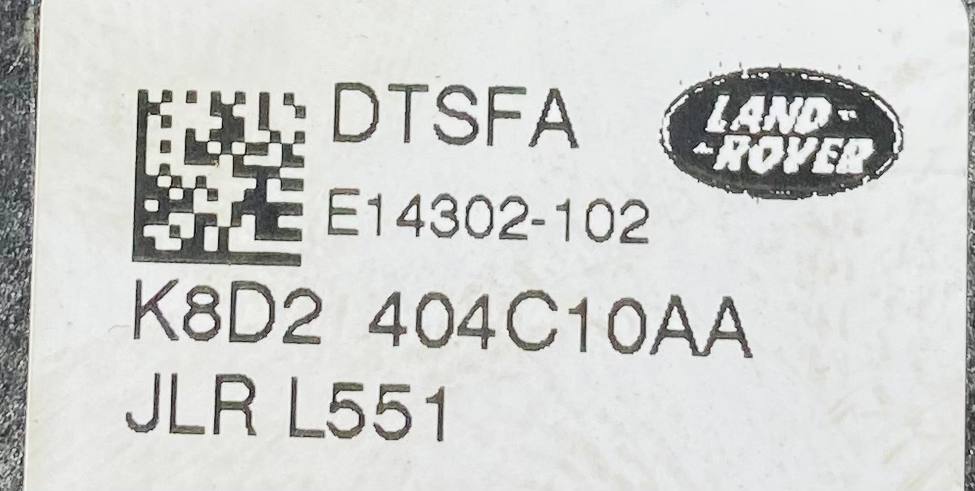 DTSFA
LAND-
-ROVER
E14302-102
K8D2 404C10AA
JLR L551